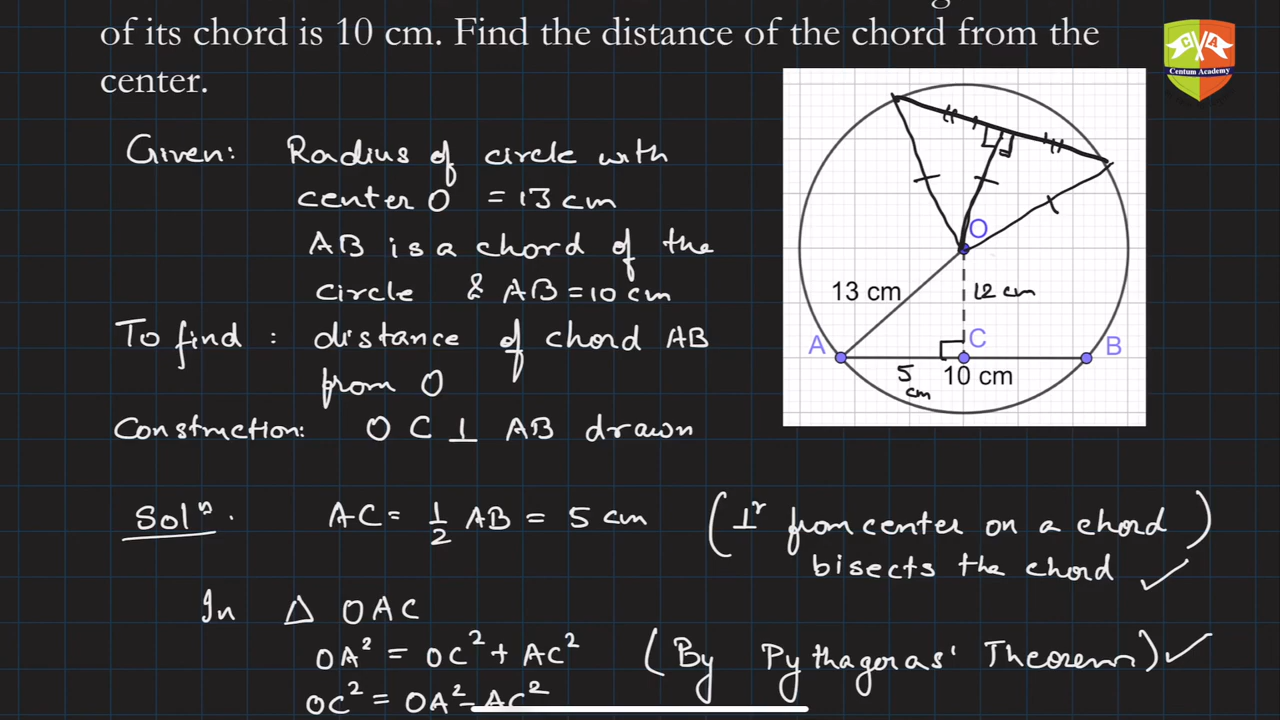 of its chord is 10 cm. Find the distance of the chord from the
center.
C A
Centum Academy
Given: Radius of circle with
center O = 13 cm
AB is a chord of the
circle & AB = 10 cm
To find : distance of chord AB
from O
Construction: OC ⊥ AB drawn
O
13 cm
12 cm
A
C
B
5
cm
10 cm
Solⁿ. AC = 1/2 AB = 5 cm (⊥ʳ from center on a chord
bisects the chord) ✓
In Δ OAC
OA² = OC² + AC² (By Pythagoras' Theorem) ✓
OC² = OA² - AC²